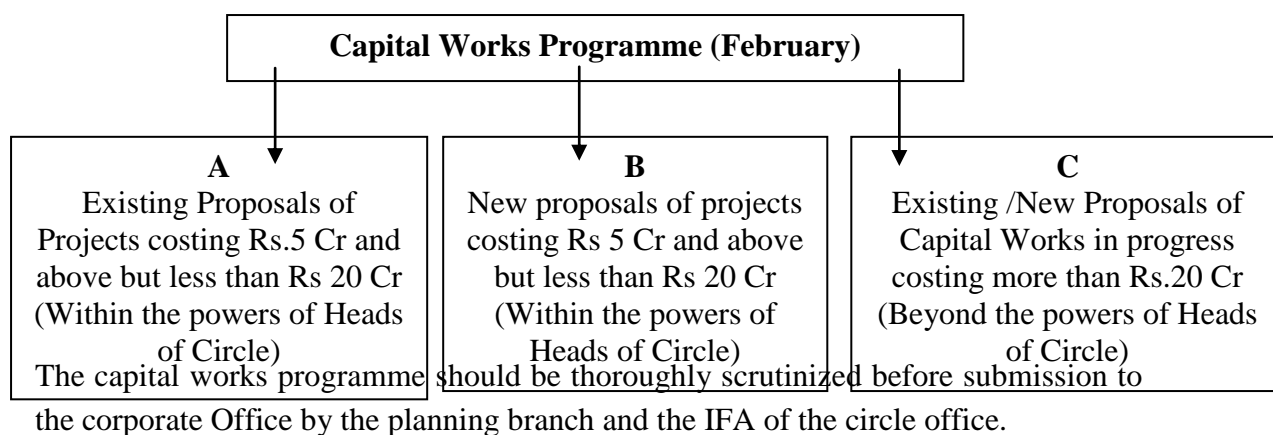 Capital Works Programme (February)
A
Existing Proposals of
Projects costing Rs.5 Cr and
above but less than Rs 20 Cr
(Within the powers of Heads
of Circle)
B
New proposals of projects
costing Rs 5 Cr and above
but less than Rs 20 Cr
(Within the powers of
Heads of Circle)
C
Existing /New Proposals of
Capital Works in progress
costing more than Rs.20 Cr
(Beyond the powers of Heads
of Circle)
The capital works programme should be thoroughly scrutinized before submission to
the corporate Office by the planning branch and the IFA of the circle office.